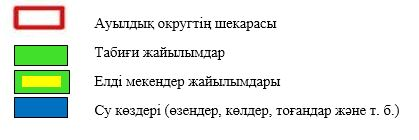 Ауылдық округтің шекарасы
Табиғи жайылымдар
Елді мекендер жайылымдары
Су көздері (өзендер, көлдер, тоғандар және т. б.)